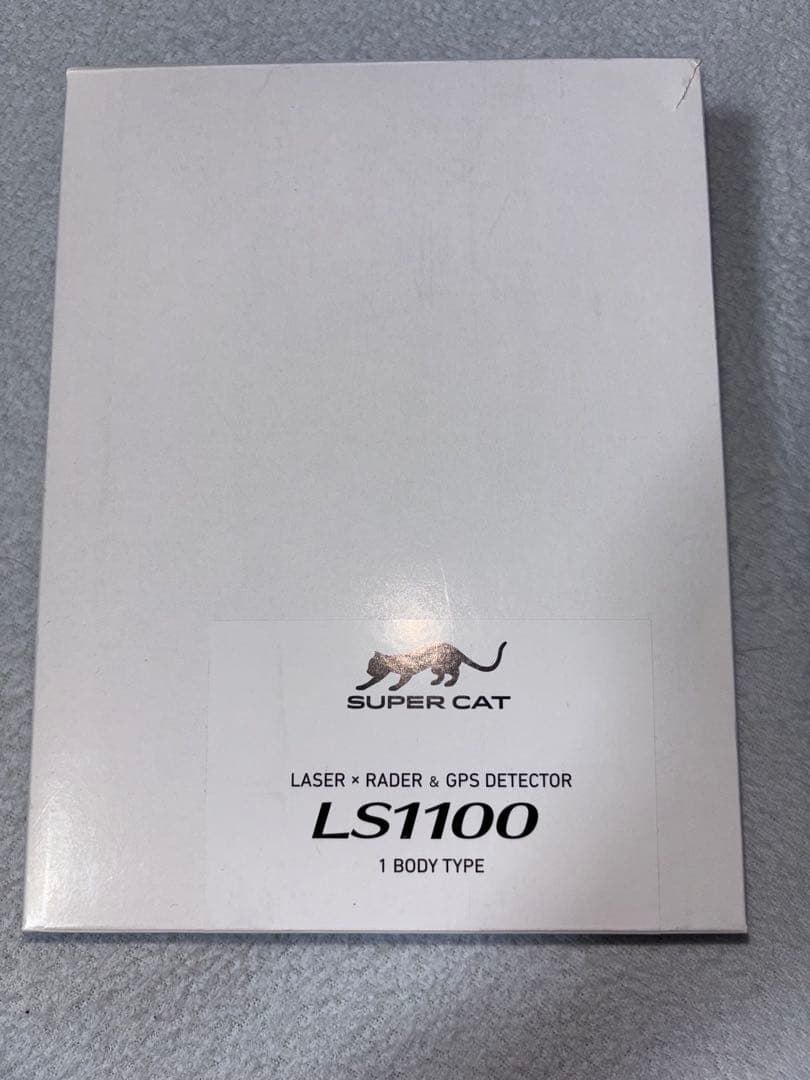 SUPER CAT
LASER × RADER & GPS DETECTOR
LS1100
1 BODY TYPE